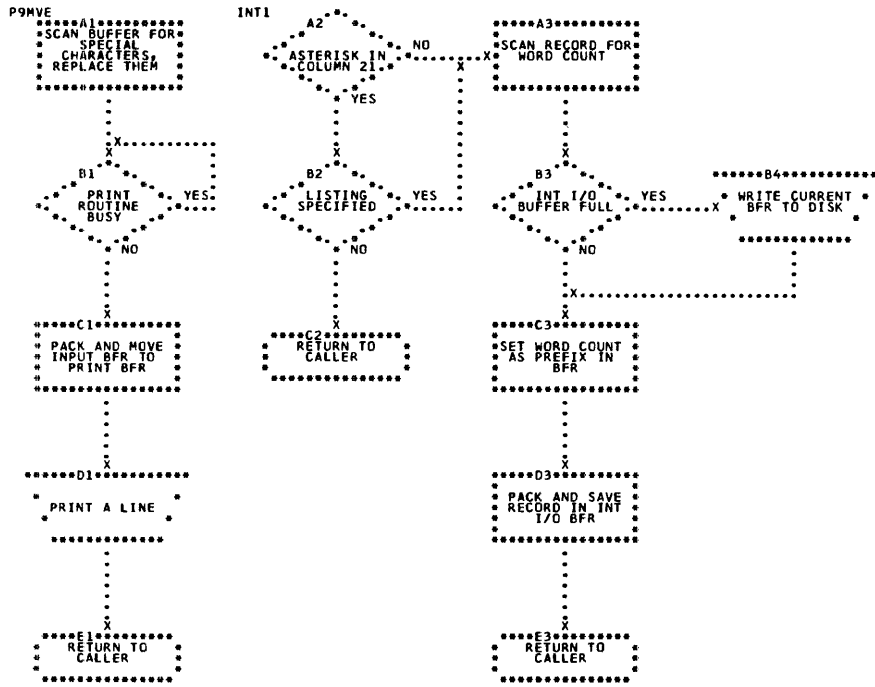 P9MVE
A1
SCAN BUFFER FOR
SPECIAL
CHARACTERS,
REPLACE THEM
B1
PRINT
ROUTINE
BUSY
YES
NO
C1
PACK AND MOVE
INPUT BFR TO
PRINT BFR
D1
PRINT A LINE
E1
RETURN TO
CALLER
INT1
A2
ASTERISK IN
COLUMN 21
NO
YES
B2
LISTING
SPECIFIED
YES
NO
C2
RETURN TO
CALLER
A3
SCAN RECORD FOR
WORD COUNT
B3
INT I/O
BUFFER FULL
YES
NO
B4
WRITE CURRENT
BFR TO DISK
C3
SET WORD COUNT
AS PREFIX IN
BFR
D3
PACK AND SAVE
RECORD IN INT
I/O BFR
E3
RETURN TO
CALLER